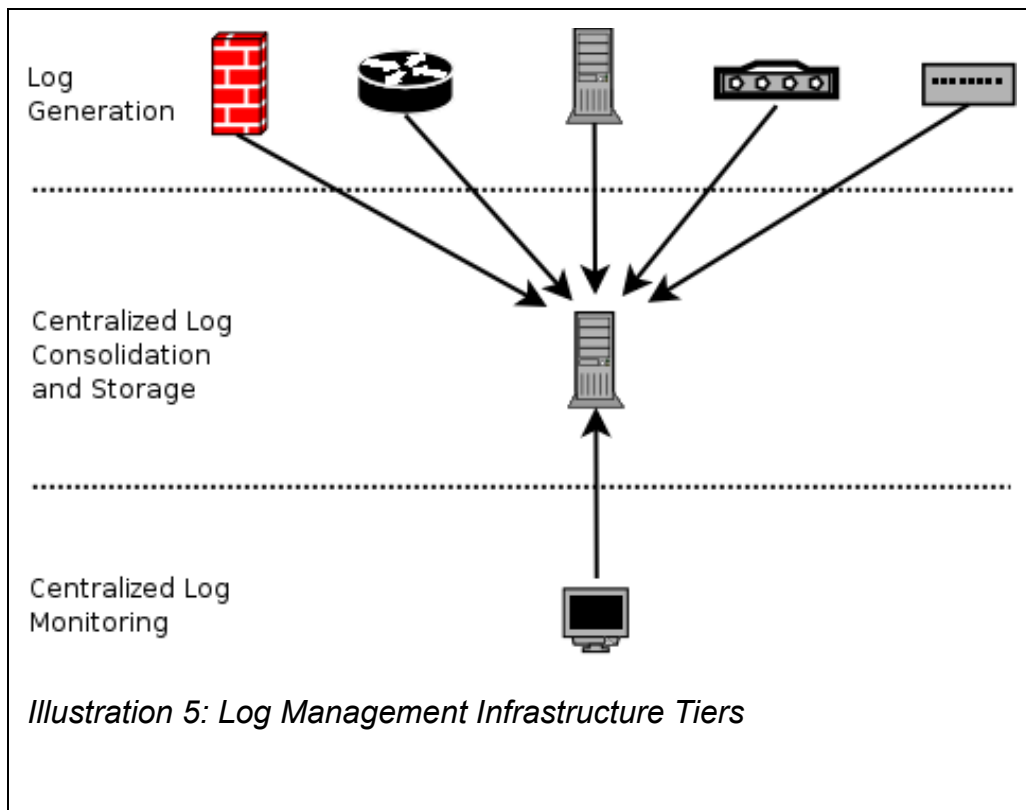 Log
Generation
Centralized Log
Consolidation
and Storage
Centralized Log
Monitoring
Illustration 5: Log Management Infrastructure Tiers